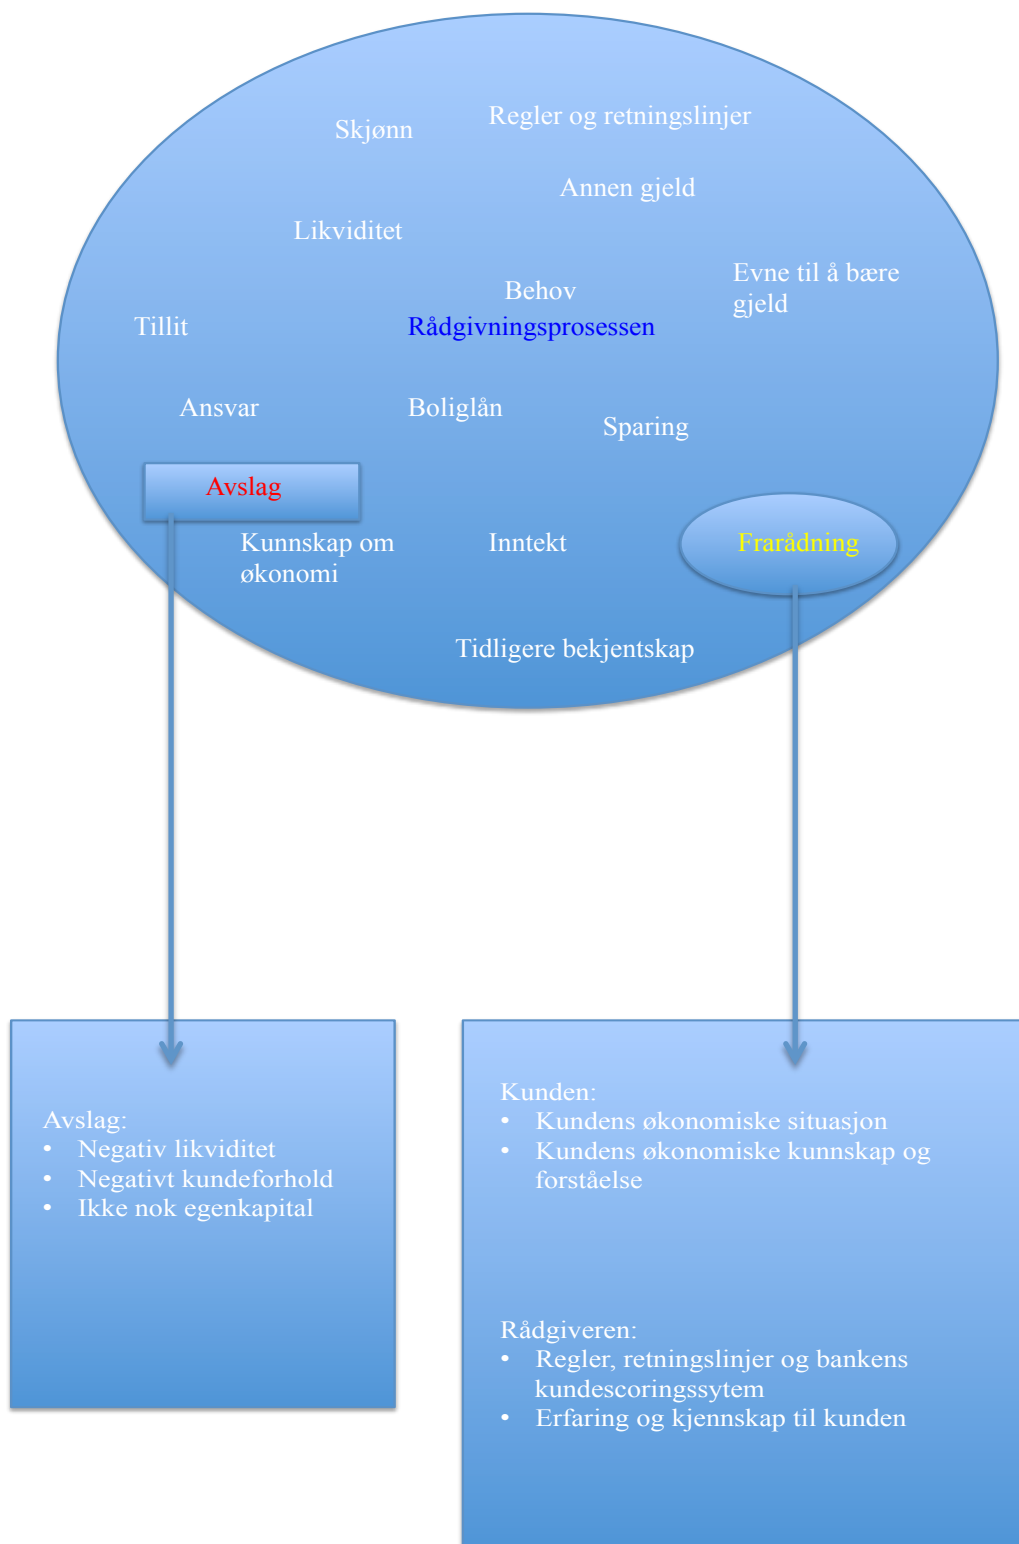 Skjønn
Regler og retningslinjer
Annen gjeld
Likviditet
Evne til å bære
gjeld
Behov
Tillit
Rådgivningsprosessen
Ansvar
Boliglån
Sparing
Avslag
Kunnskap om
økonomi
Inntekt
Frarådning
Tidligere bekjentskap
Avslag:
• Negativ likviditet
• Negativt kundeforhold
• Ikke nok egenkapital
Kunden:
• Kundens økonomiske situasjon
• Kundens økonomiske kunnskap og
forståelse
Rådgiveren:
• Regler, retningslinjer og bankens
kundescoringssytem
• Erfaring og kjennskap til kunden